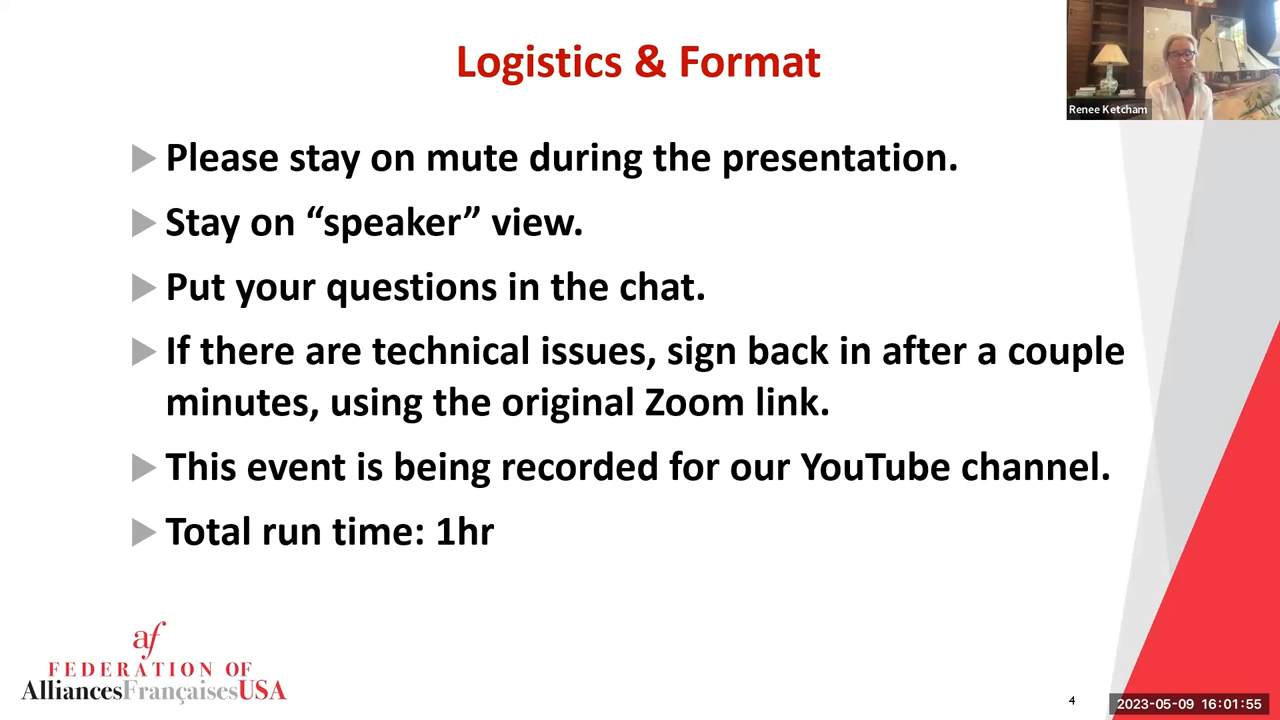 Logistics & Format
Renee Ketcham
Please stay on mute during the presentation.
Stay on “speaker” view.
Put your questions in the chat.
If there are technical issues, sign back in after a couple
minutes, using the original Zoom link.
This event is being recorded for our YouTube channel.
Total run time: 1hr
af
FEDERATION OF
AlliancesFrançaisesUSA
4
2023-05-09 16:01:55